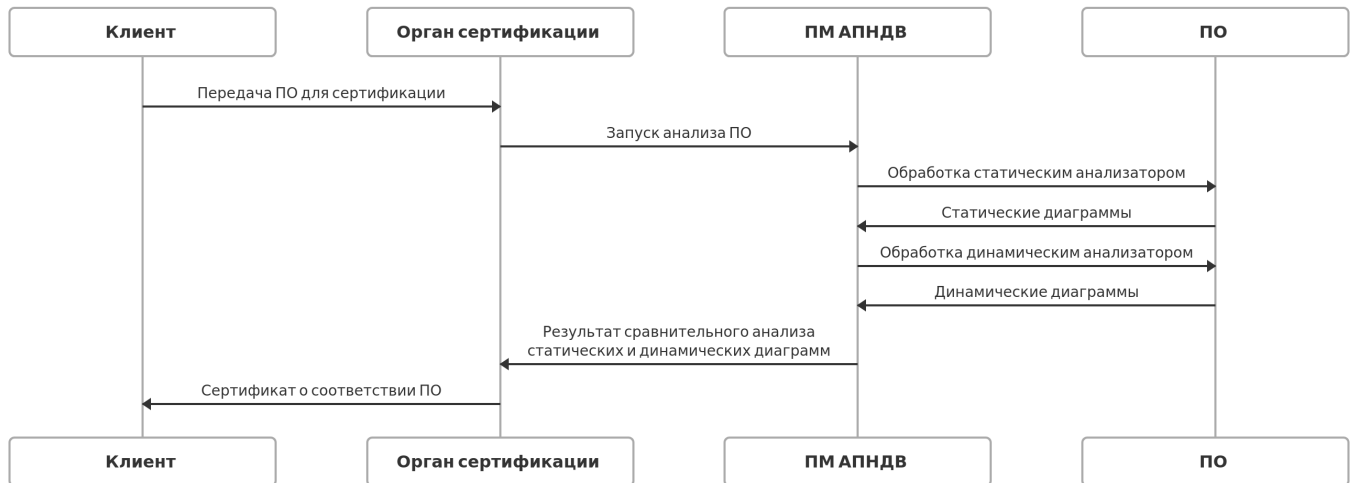 Клиент
Орган сертификации
ПМ АПНДВ
ПО
Передача ПО для сертификации
Запуск анализа ПО
Обработка статическим анализатором
Статические диаграммы
Обработка динамическим анализатором
Динамические диаграммы
Результат сравнительного анализа
статических и динамических диаграмм
Сертификат о соответствии ПО
Клиент
Орган сертификации
ПМ АПНДВ
ПО